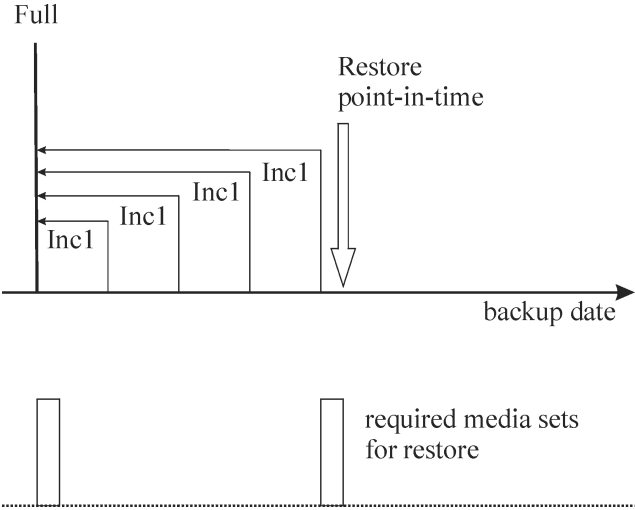 Full
Restore
point-in-time
Inc1
Inc1
Inc1
Inc1
backup date
required media sets
for restore